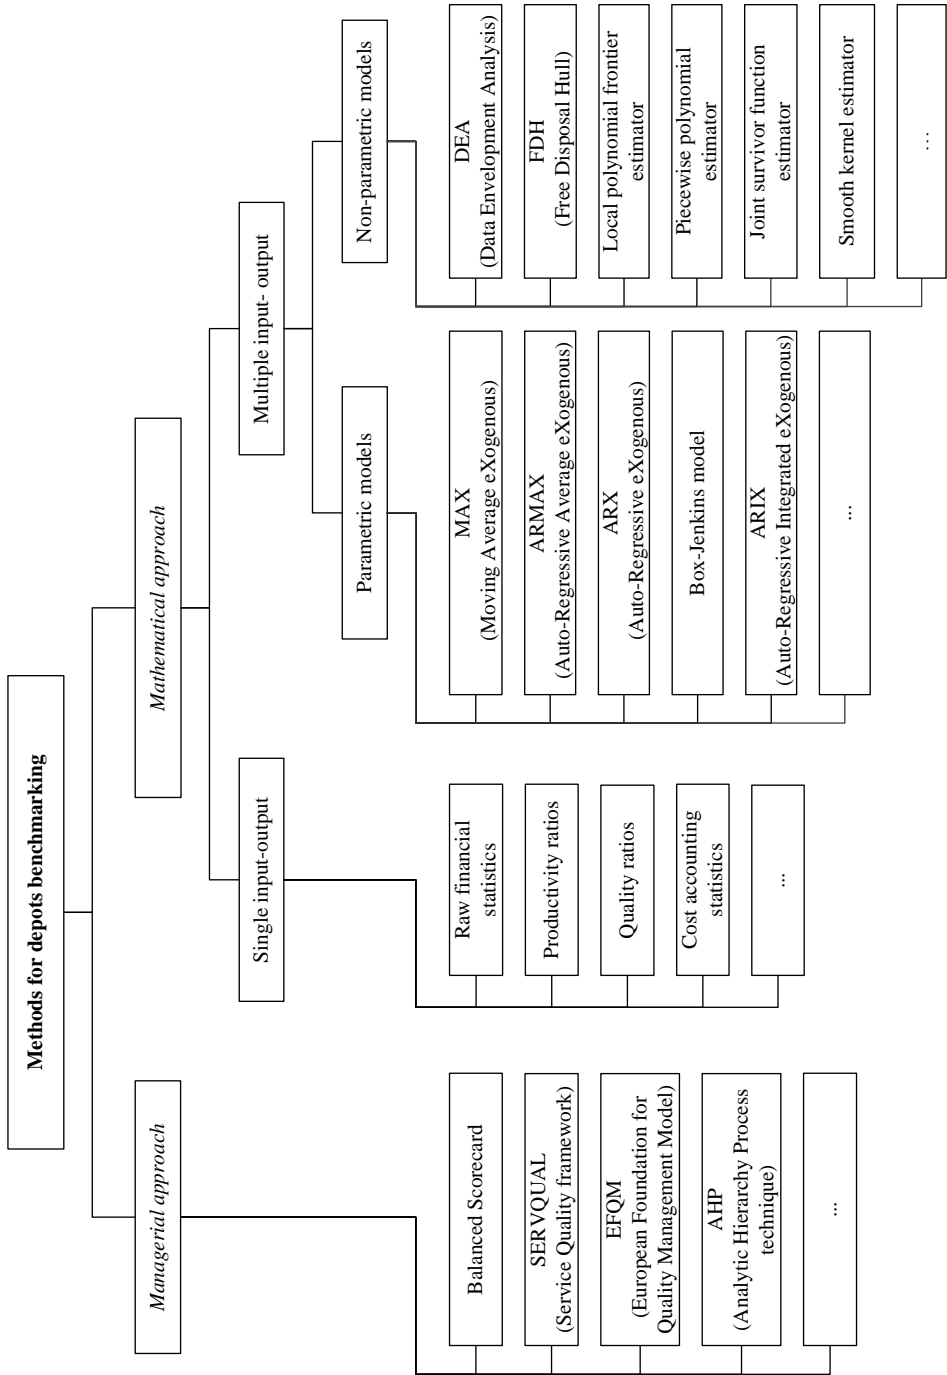 Methods for depots benchmarking
Managerial approach
Mathematical approach
Single input-output
Multiple input- output
Parametric models
Non-parametric models
Balanced Scorecard
SERVQUAL
(Service Quality framework)
EFQM
(European Foundation for
Quality Management Model)
AHP
(Analytic Hierarchy Process
technique)
...
Raw financial
statistics
Productivity ratios
Quality ratios
Cost accounting
statistics
...
MAX
(Moving Average eXogenous)
ARMAX
(Auto-Regressive Average eXogenous)
ARX
(Auto-Regressive eXogenous)
Box-Jenkins model
ARIX
(Auto-Regressive Integrated eXogenous)
...
DEA
(Data Envelopment Analysis)
FDH
(Free Disposal Hull)
Local polynomial frontier
estimator
Piecewise polynomial
estimator
Joint survivor function
estimator
Smooth kernel estimator
...